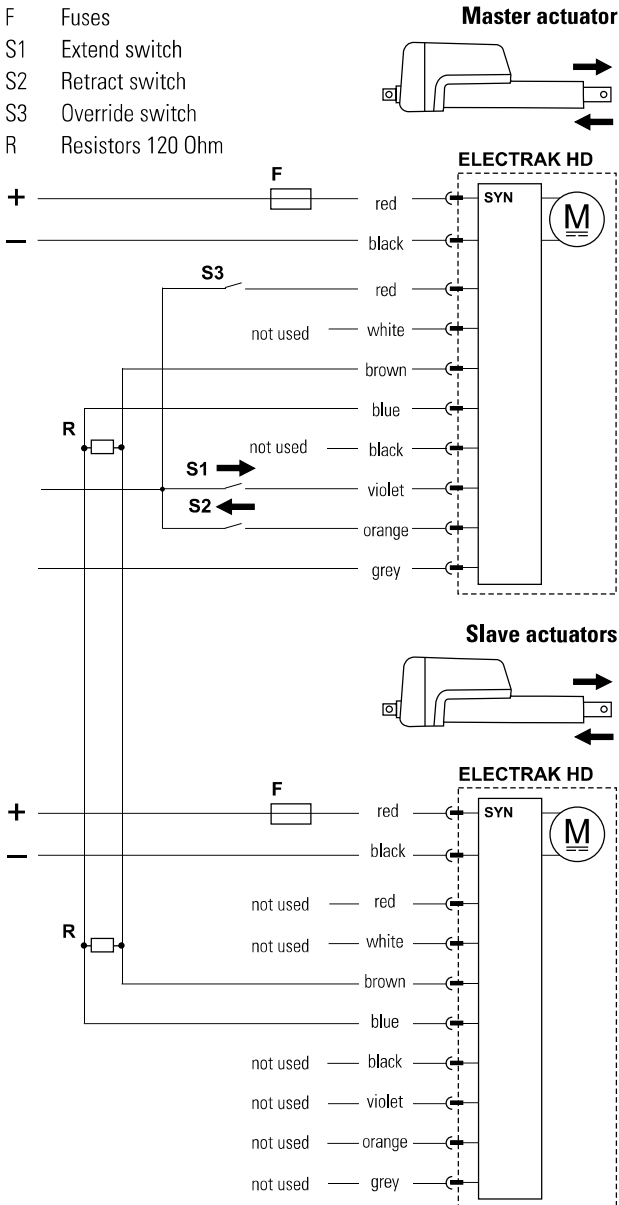 F Fuses
S1 Extend switch
S2 Retract switch
S3 Override switch
R Resistors 120 Ohm
Master actuator
ELECTRAK HD
F
+ red SYN M
– black
S3 red
not used white
brown
blue
R
not used black
S1 violet
S2 orange
grey
Slave actuators
ELECTRAK HD
F
+ red SYN M
– black
not used red
R
not used white
brown
blue
not used black
not used violet
not used orange
not used grey